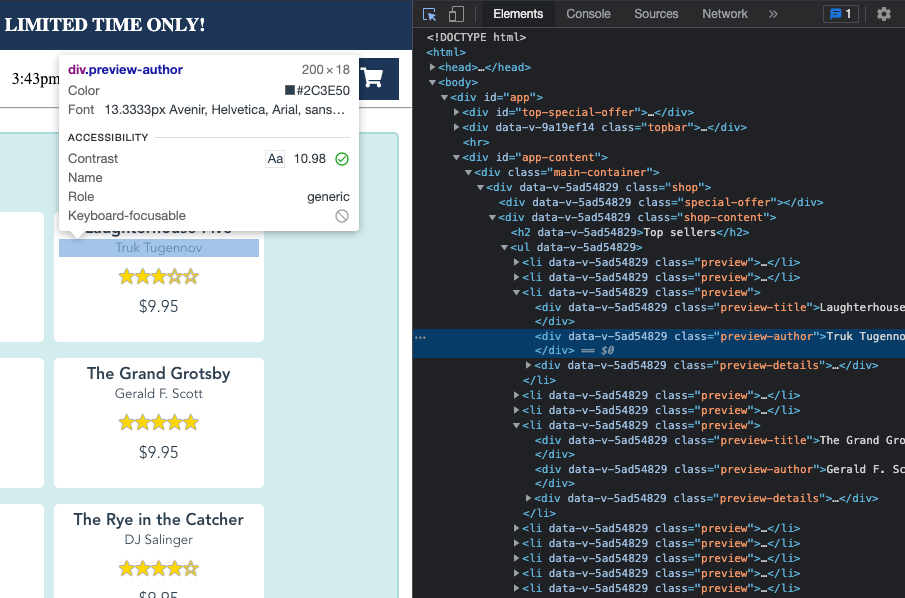 LIMITED TIME ONLY!
3:43pm
div.preview-author 200 × 18
Color #2C3E50
Font 13.3333px Avenir, Helvetica, Arial, sans…
ACCESSIBILITY
Contrast Aa 10.98
Name
Role generic
Keyboard-focusable
Laughterhouse Five
Truk Tugennov
$9.95
The Grand Grotsby
Gerald F. Scott
$9.95
The Rye in the Catcher
DJ Salinger
$9.95
Elements Console Sources Network » 1
<!DOCTYPE html>
<html>
<head>…</head>
<body>
<div id="app">
<div id="top-special-offer">…</div>
<div data-v-9a19ef14 class="topbar">…</div>
<hr>
<div id="app-content">
<div class="main-container">
<div data-v-5ad54829 class="shop">
<div data-v-5ad54829 class="special-offer"></div>
<div data-v-5ad54829 class="shop-content">
<h2 data-v-5ad54829>Top sellers</h2>
<ul data-v-5ad54829>
<li data-v-5ad54829 class="preview">…</li>
<li data-v-5ad54829 class="preview">…</li>
<li data-v-5ad54829 class="preview">
<div data-v-5ad54829 class="preview-title">Laughterhouse
</div>
<div data-v-5ad54829 class="preview-author">Truk Tugenno
</div> == $0
<div data-v-5ad54829 class="preview-details">…</div>
</li>
<li data-v-5ad54829 class="preview">…</li>
<li data-v-5ad54829 class="preview">…</li>
<li data-v-5ad54829 class="preview">
<div data-v-5ad54829 class="preview-title">The Grand Gro
</div>
<div data-v-5ad54829 class="preview-author">Gerald F. Sc
</div>
<div data-v-5ad54829 class="preview-details">…</div>
</li>
<li data-v-5ad54829 class="preview">…</li>
<li data-v-5ad54829 class="preview">…</li>
<li data-v-5ad54829 class="preview">…</li>
<li data-v-5ad54829 class="preview">…</li>
<li data-v-5ad54829 class="preview">…</li>